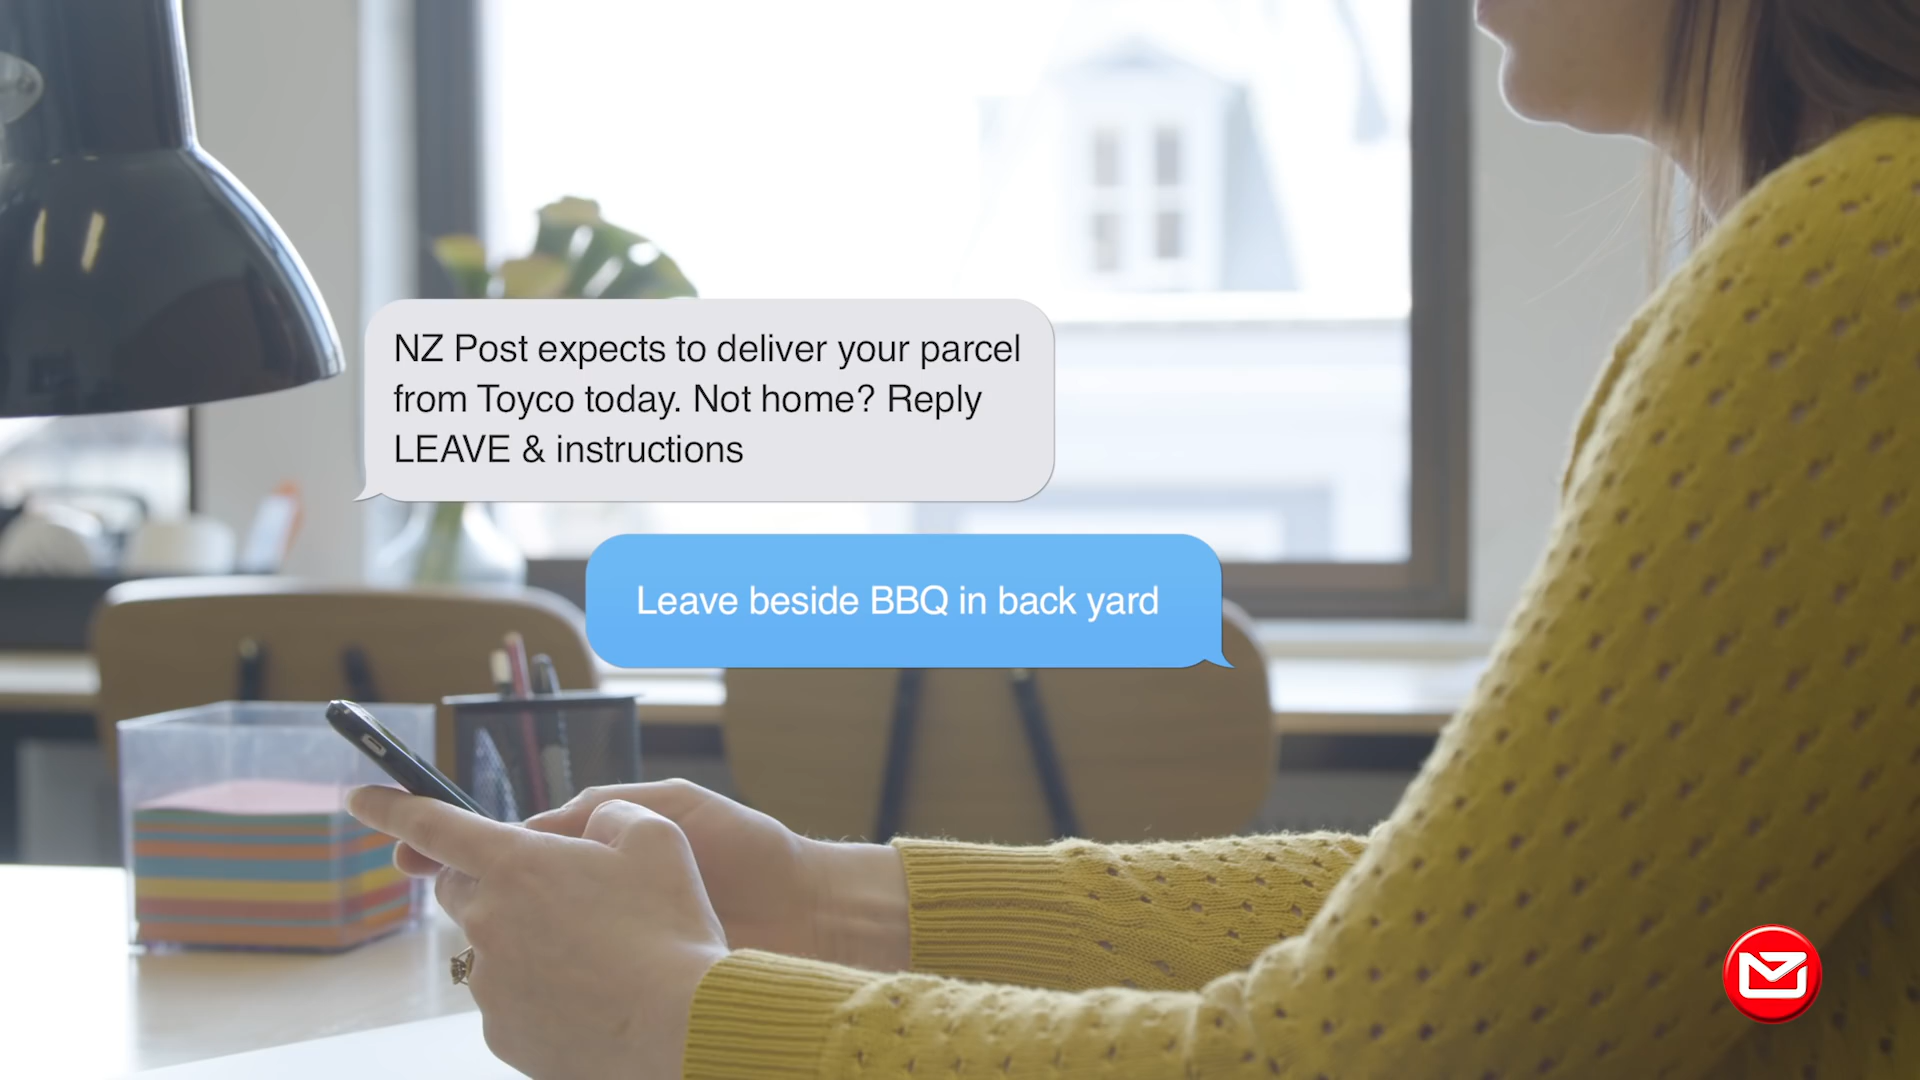 NZ Post expects to deliver your parcel
from Toyco today. Not home? Reply
LEAVE & instructions
Leave beside BBQ in back yard